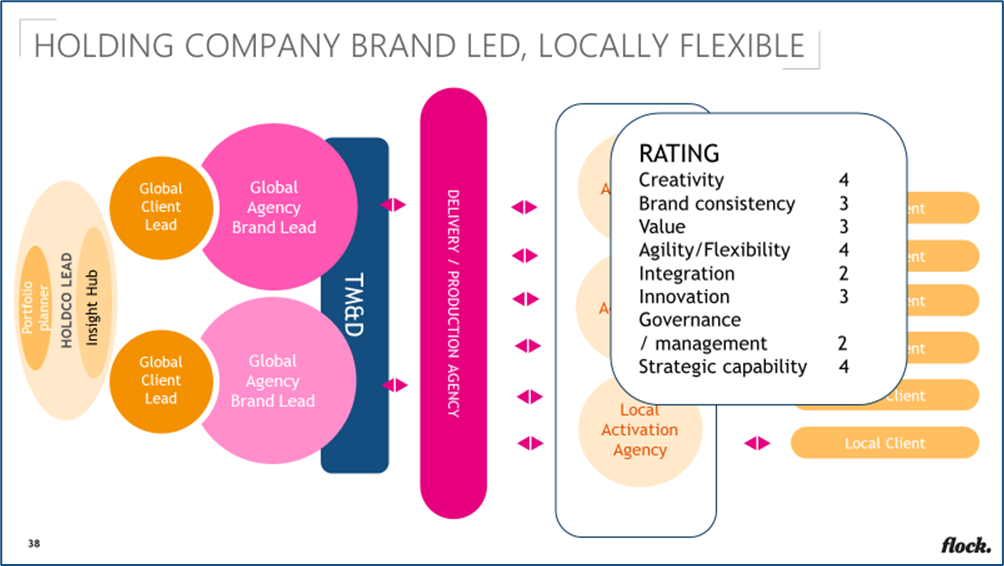 HOLDING COMPANY BRAND LED, LOCALLY FLEXIBLE
Portfolio
planner
HOLDCO LEAD
Insight Hub
Global
Client
Lead
Global
Agency
Brand Lead
Global
Client
Lead
Global
Agency
Brand Lead
TM&D
DELIVERY / PRODUCTION AGENCY
RATING
Creativity 4
Brand consistency 3
Value 3
Agility/Flexibility 4
Integration 2
Innovation 3
Governance
/ management 2
Strategic capability 4
Local
Activation
Agency
Client
Local Client
38
flock.